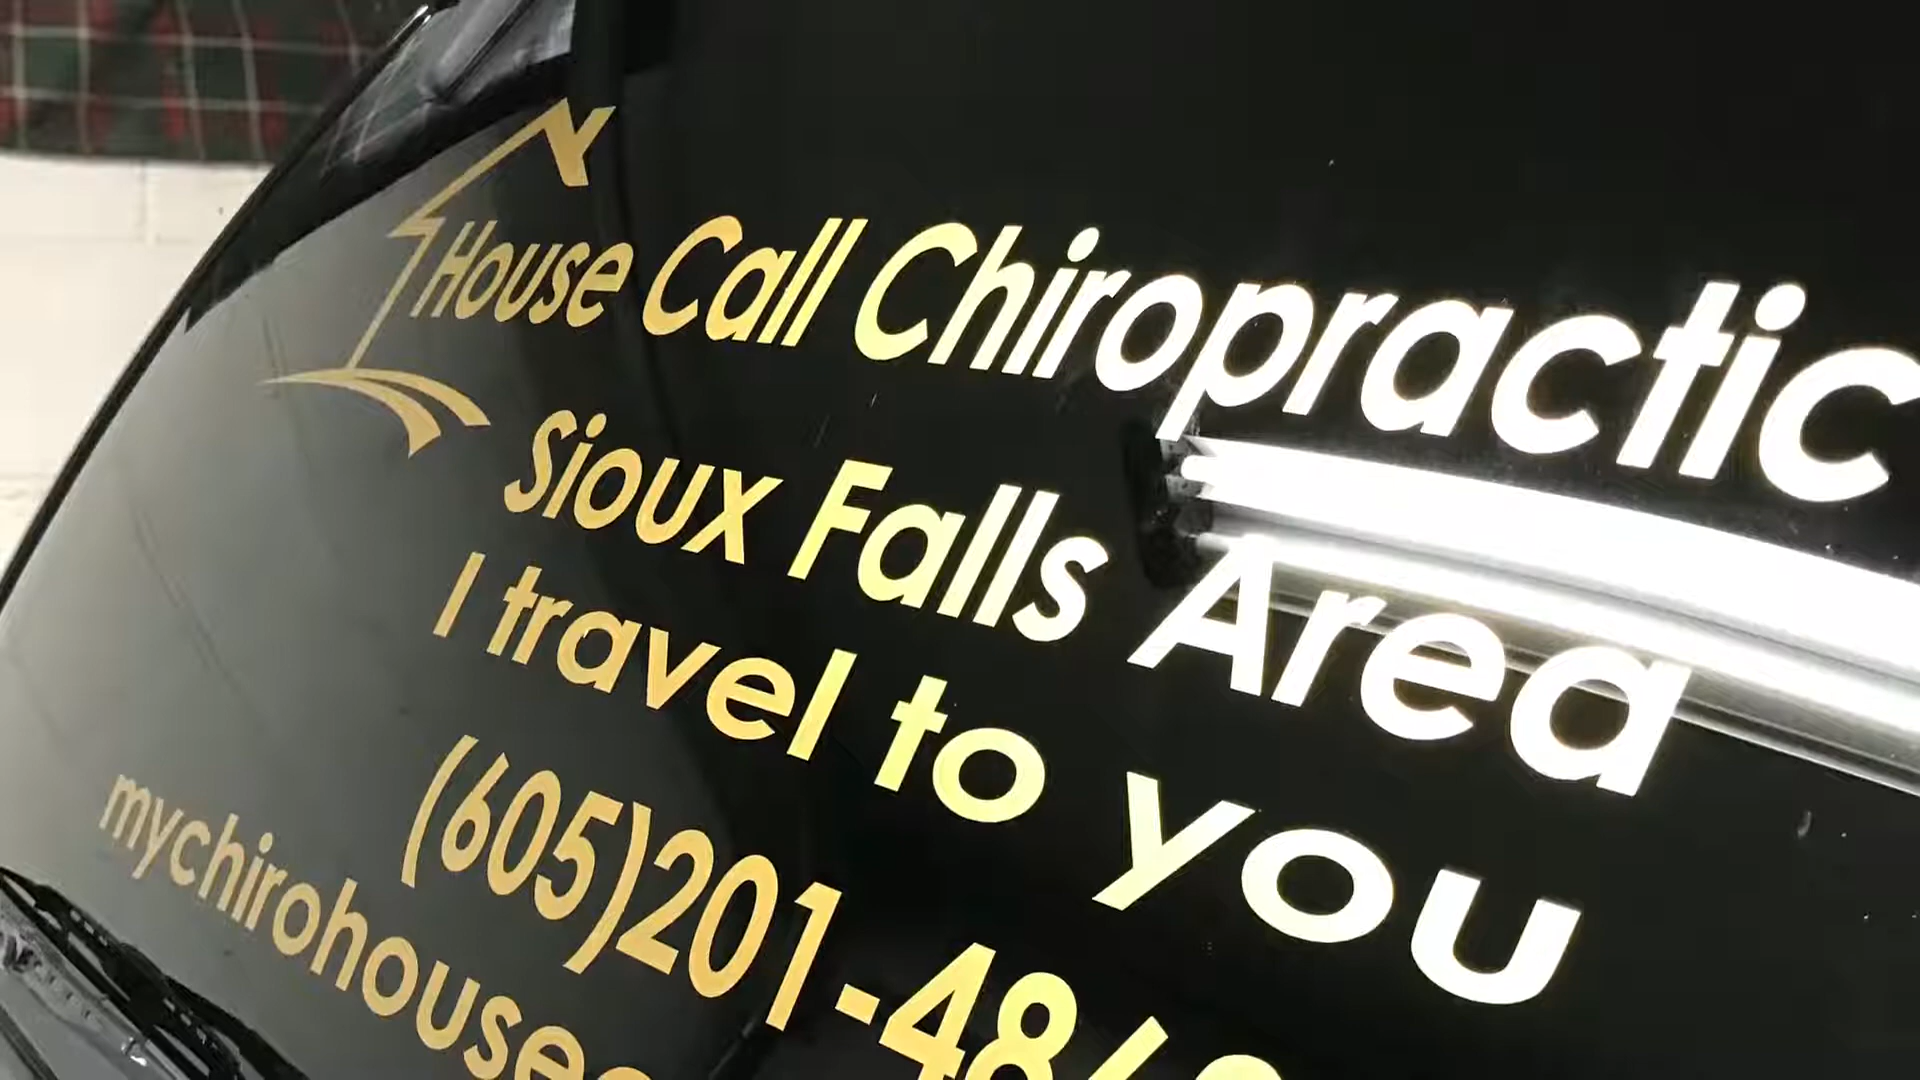 House Call Chiropractic
Sioux Falls Area
I travel to you
(605)201-48
mychirohouse